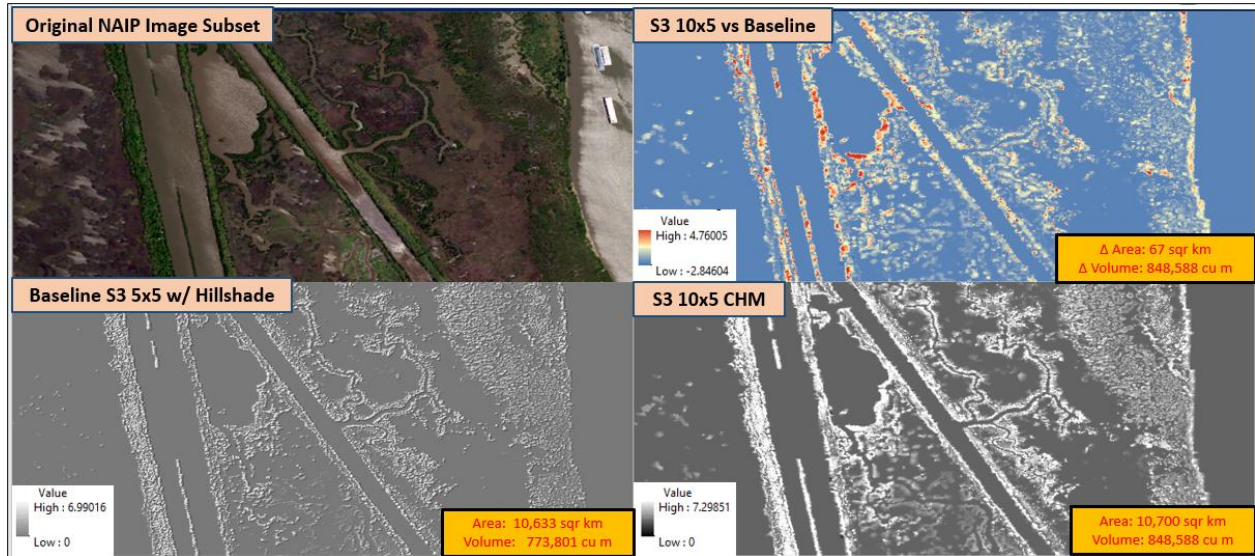 Original NAIP Image Subset
S3 10x5 vs Baseline
Value
High : 4.76005
Low : -2.84604
Δ Area: 67 sqr km
Δ Volume: 848,588 cu m
Baseline S3 5x5 w/ Hillshade
S3 10x5 CHM
Value
High : 6.99016
Low : 0
Area: 10,633 sqr km
Volume: 773,801 cu m
Value
High : 7.29851
Low : 0
Area: 10,700 sqr km
Volume: 848,588 cu m